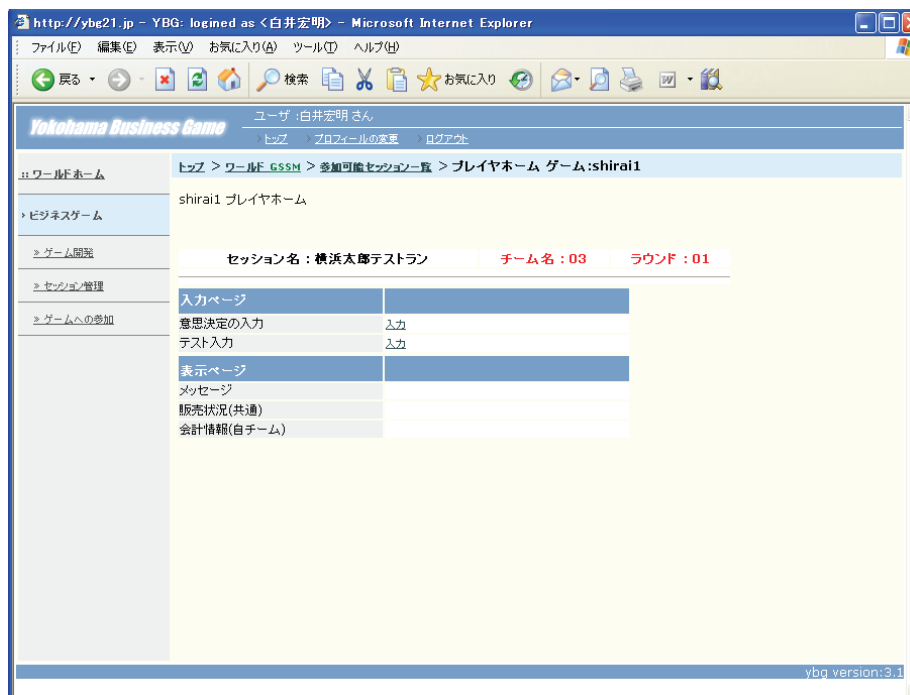 http://ybg21.jp - YBG: logined as <白井宏明> - Microsoft Internet Explorer
ファイル(F) 編集(E) 表示(V) お気に入り(A) ツール(T) ヘルプ(H)
戻る 検索 お気に入り
Yokohama Business Game
ユーザ :白井宏明 さん
トップ プロフィールの変更 ログアウト
:: ワールドホーム
トップ > ワールド GSSM > 参加可能セッション一覧 > プレイヤホーム ゲーム:shirai1
› ビジネスゲーム
shirai1 プレイヤホーム
» ゲーム開発
» セッション管理
» ゲームへの参加
セッション名：横浜太郎テストラン チーム名：03 ラウンド：01
入力ページ
意思決定の入力 入力
テスト入力 入力
表示ページ
メッセージ
販売状況(共通)
会計情報(自チーム)
ybg version:3.1